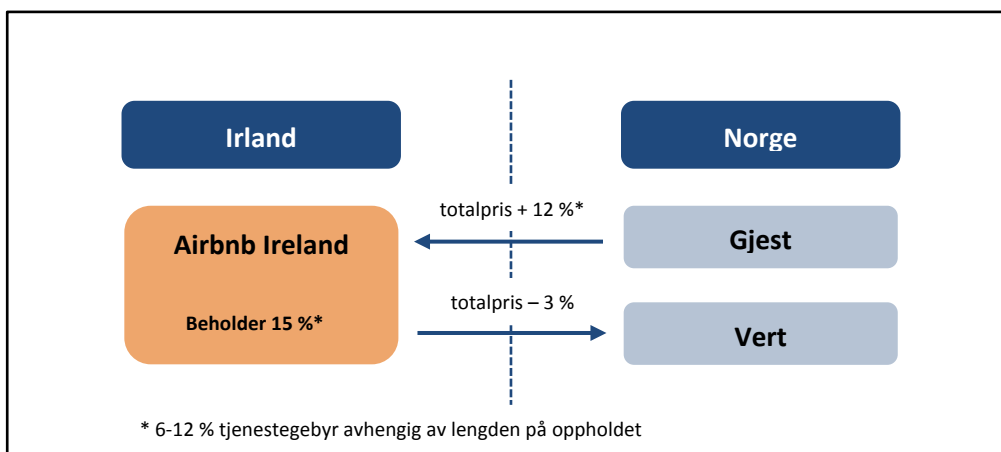 Irland
Norge
totalpris + 12 %*
Airbnb Ireland
Gjest
totalpris – 3 %
Beholder 15 %*
Vert
* 6-12 % tjenestegebyr avhengig av lengden på oppholdet